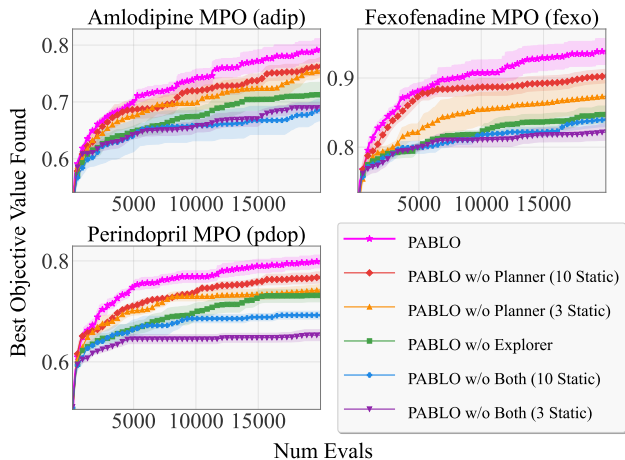 Amlodipine MPO (adip)
Fexofenadine MPO (fexo)
0.8
0.7
0.6
5000 10000 15000
0.9
0.8
5000 10000 15000
Perindopril MPO (pdop)
0.8
0.6
5000 10000 15000
Best Objective Value Found
Num Evals
PABLO
PABLO w/o Planner (10 Static)
PABLO w/o Planner (3 Static)
PABLO w/o Explorer
PABLO w/o Both (10 Static)
PABLO w/o Both (3 Static)